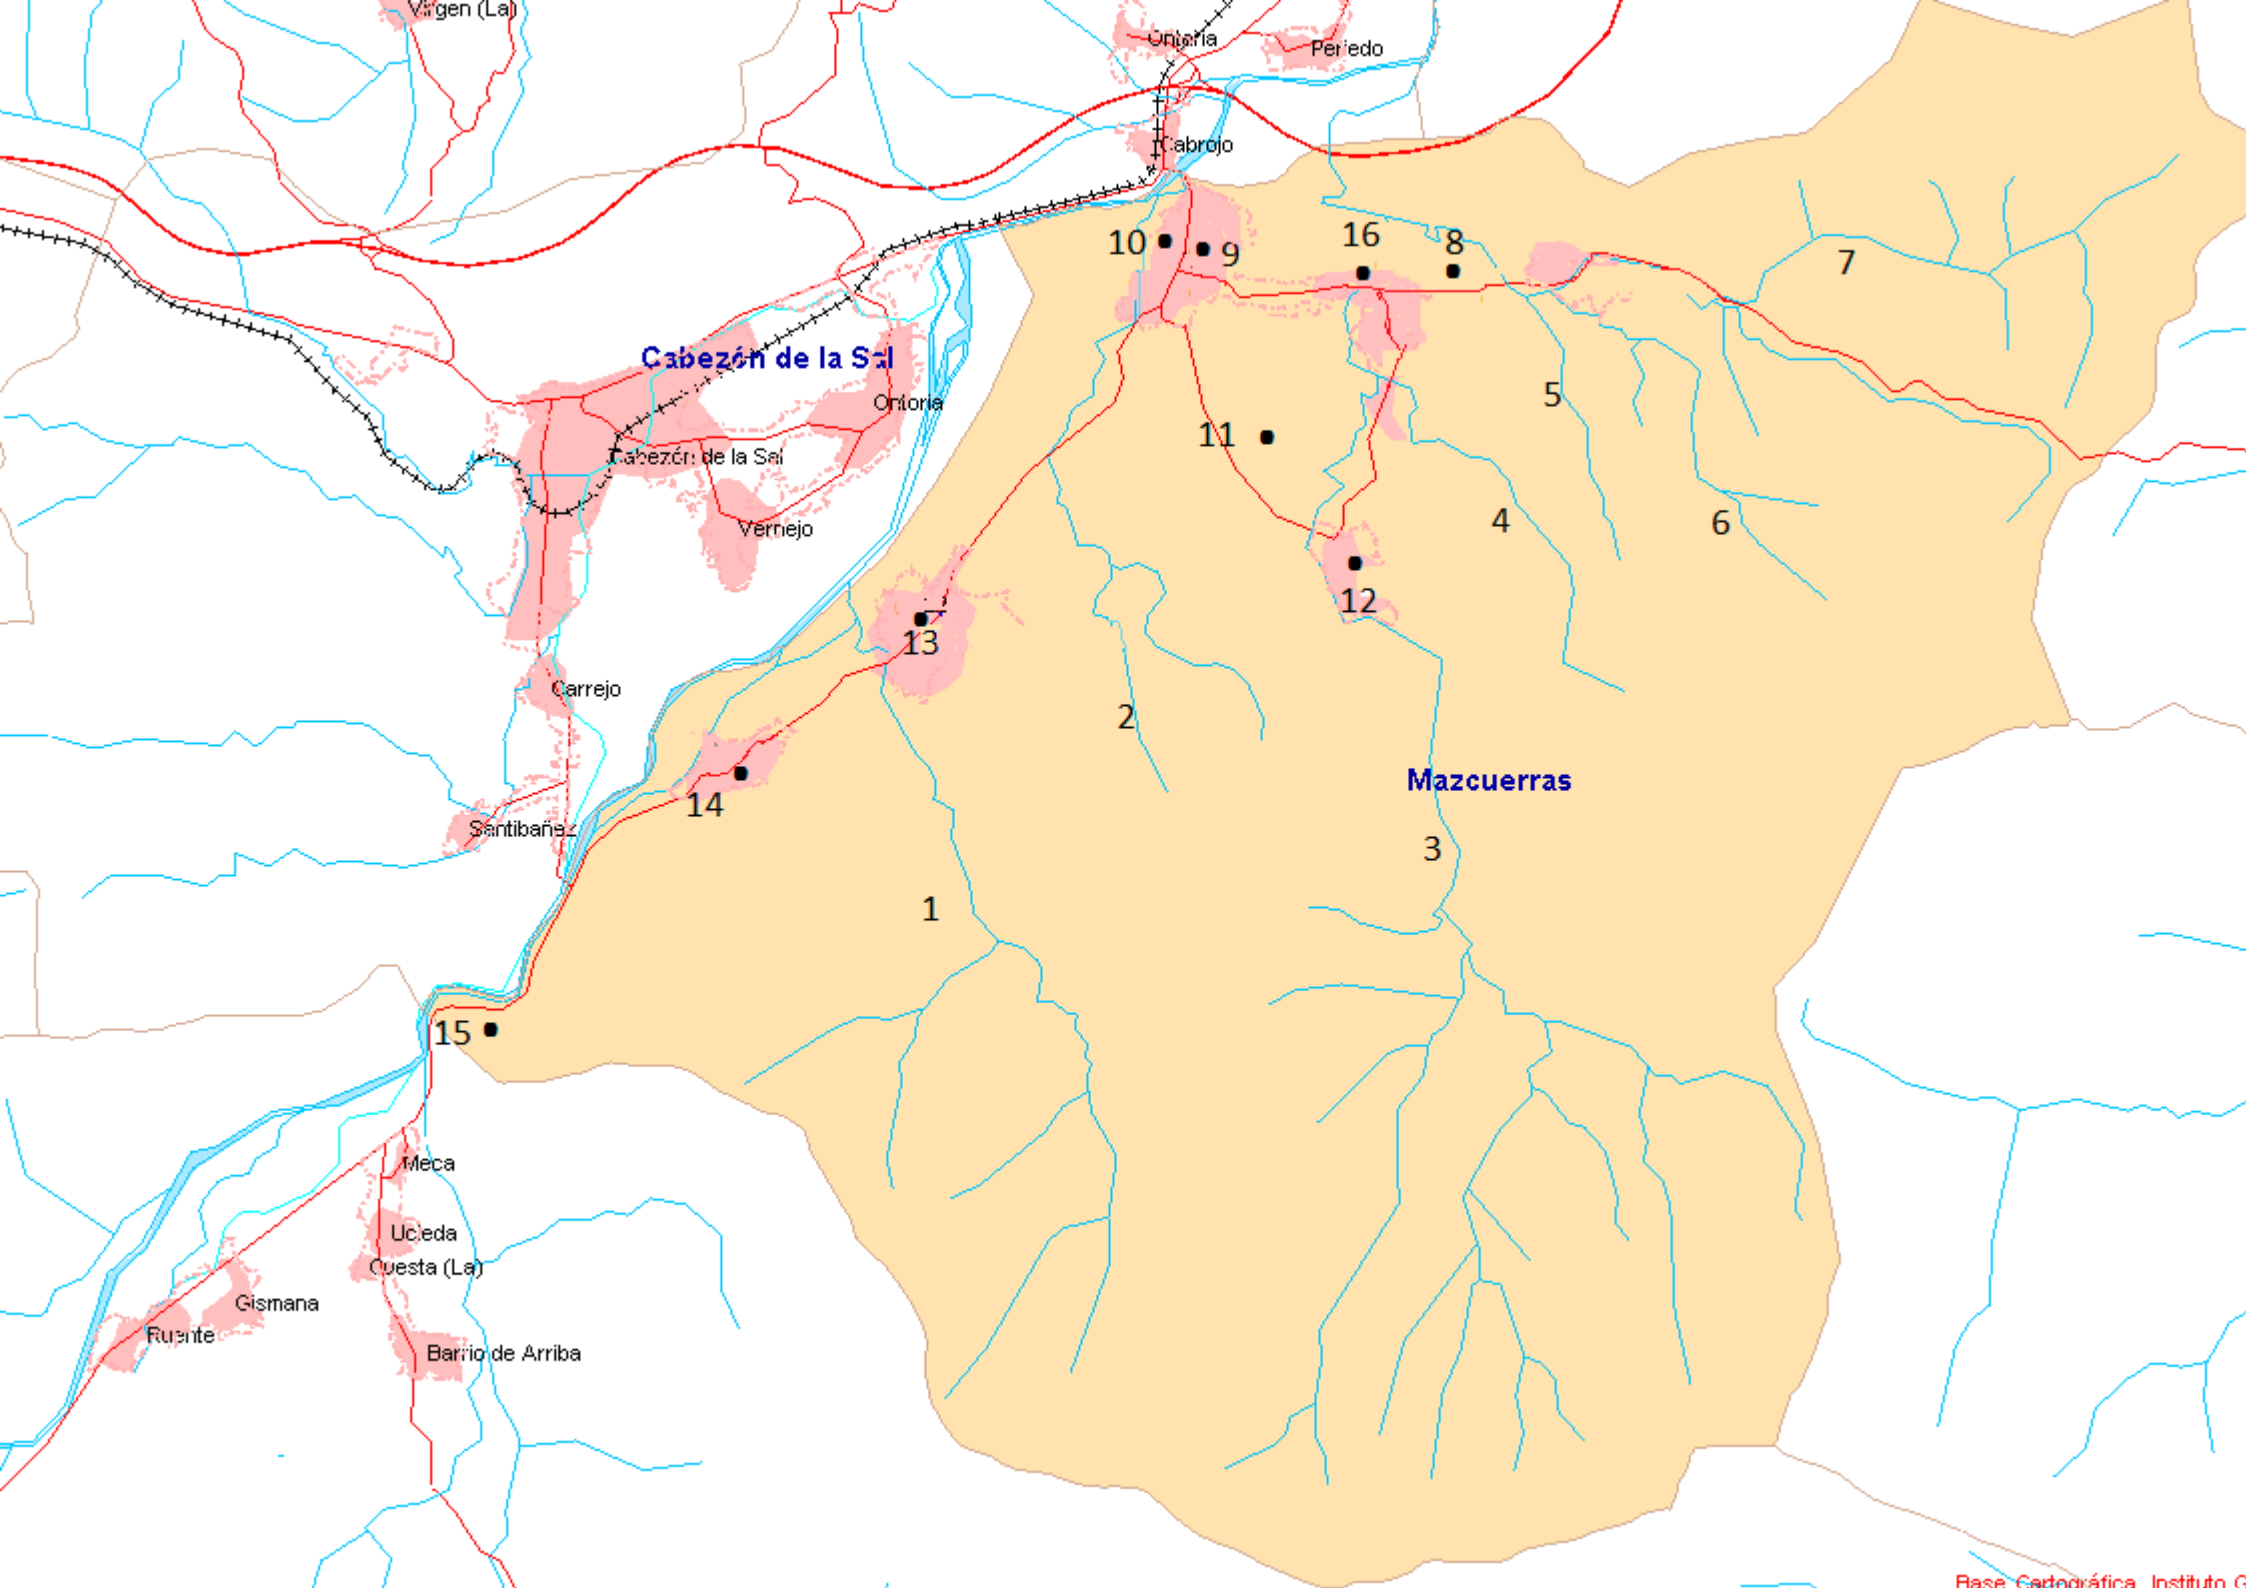 Virgen (La)
Ontoria
Periedo
Cabrojo
10
9
16
8
7
Cabezón de la Sal
Ontoria
5
11
Cabezón de la Sal
Vernejo
4
6
12
13
Carrejo
2
Mazcuerras
14
Santibañez
3
1
15
Meca
Ucieda
Cuesta (La)
Gismana
Ruente
Barrio de Arriba
Base Cartográfica Instituto G